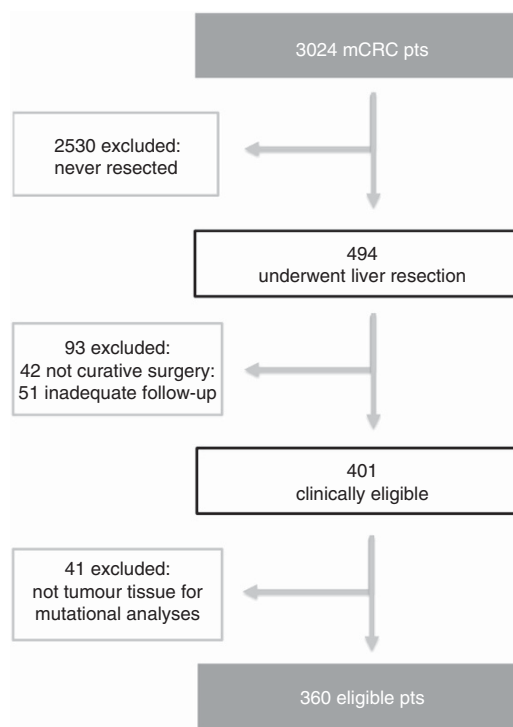 3024 mCRC pts
2530 excluded:
never resected
494
underwent liver resection
93 excluded:
42 not curative surgery:
51 inadequate follow-up
401
clinically eligible
41 excluded:
not tumour tissue for
mutational analyses
360 eligible pts